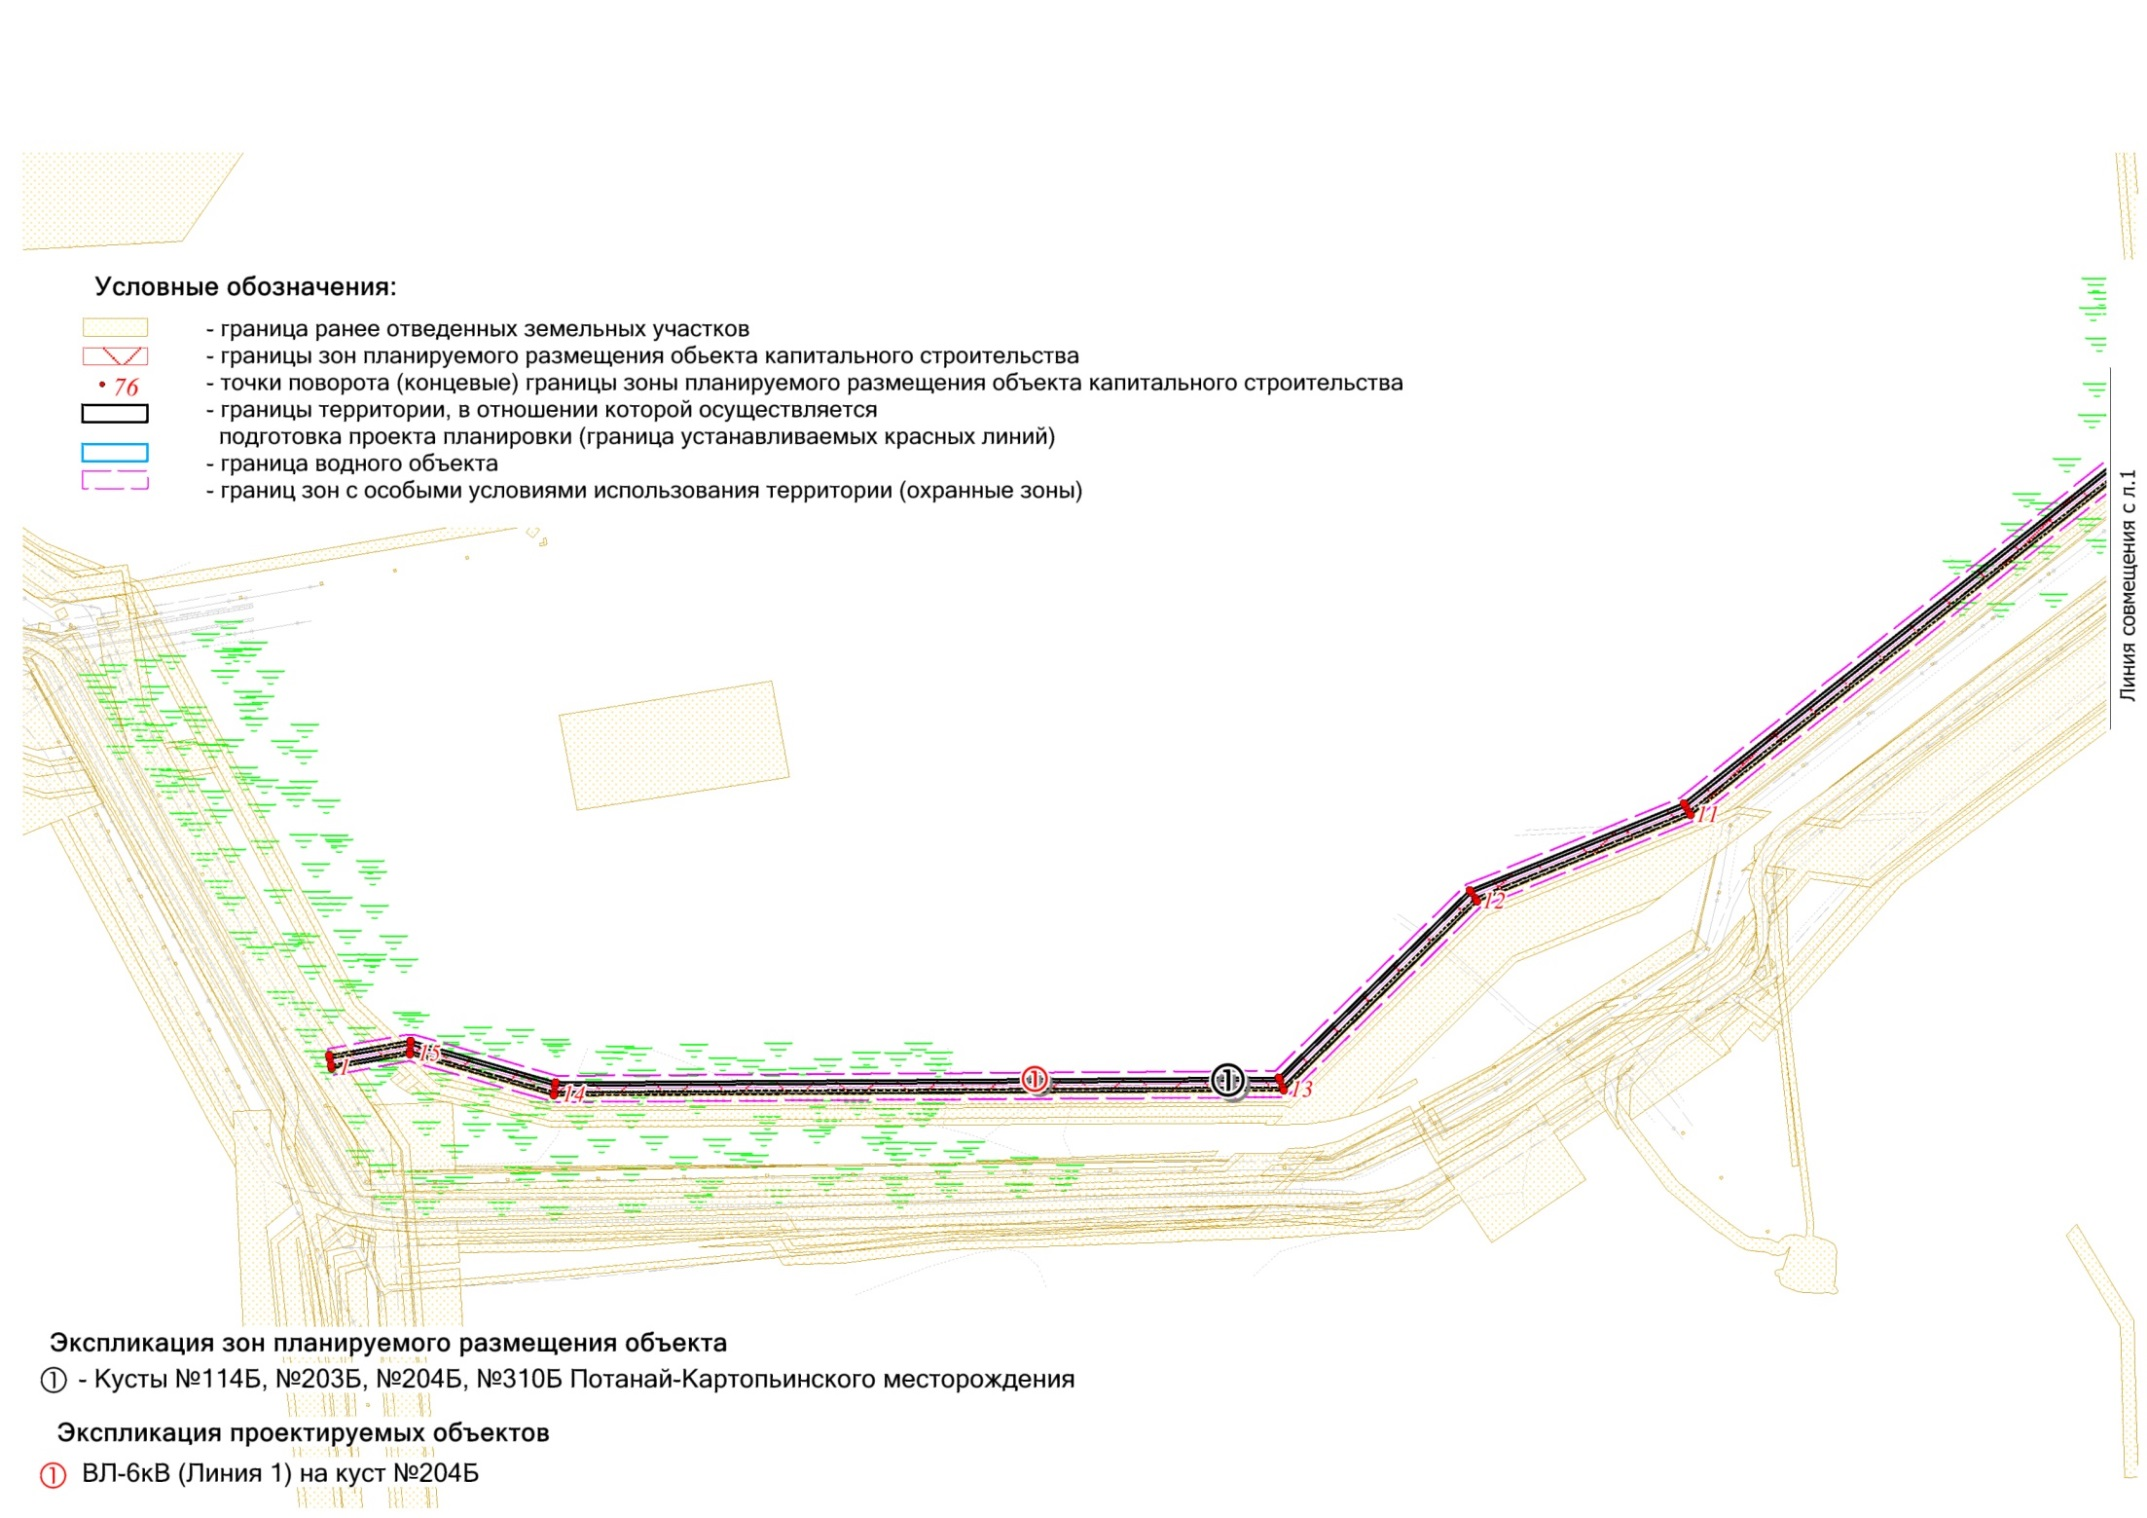 Условные обозначения:
- граница ранее отведенных земельных участков
- границы зон планируемого размещения обьекта капитального строительства
76 - точки поворота (концевые) границы зоны планируемого размещения объекта капитального строительства
- границы территории, в отношении которой осуществляется
подготовка проекта планировки (граница устанавливаемых красных линий)
- граница водного объекта
- границ зон с особыми условиями использования территории (охранные зоны)
Линия совмещения с л.1
11
12
1
15
14
1
1
13
Экспликация зон планируемого размещения объекта
1 - Кусты №114Б, №203Б, №204Б, №310Б Потанай-Картопьинского месторождения
Экспликация проектируемых объектов
1 ВЛ-6кВ (Линия 1) на куст №204Б